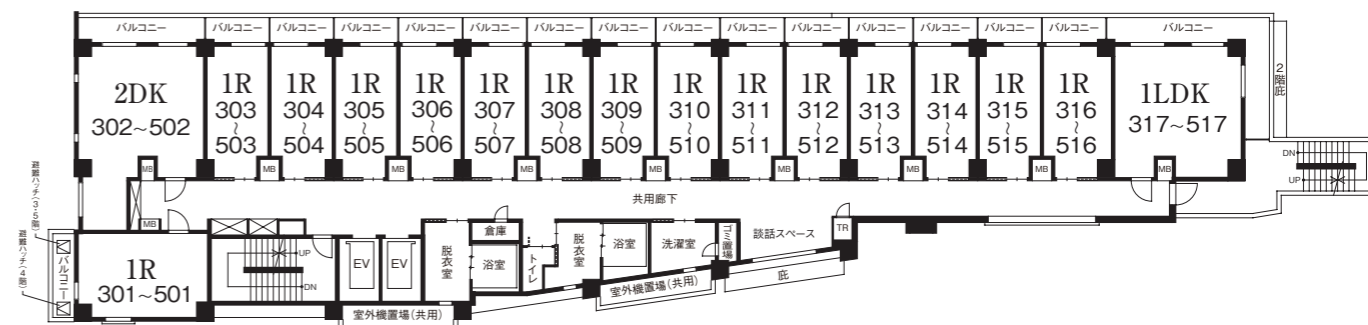 バルコニー バルコニー バルコニー バルコニー バルコニー バルコニー バルコニー バルコニー バルコニー バルコニー バルコニー バルコニー バルコニー バルコニー バルコニー バルコニー
2DK
302〜502
1R
303
〜
503
1R
304
〜
504
1R
305
〜
505
1R
306
〜
506
1R
307
〜
507
1R
308
〜
508
1R
309
〜
509
1R
310
〜
510
1R
311
〜
511
1R
312
〜
512
1R
313
〜
513
1R
314
〜
514
1R
315
〜
515
1R
316
〜
516
1LDK
317〜517
2階庇
DN
UP
MB MB MB MB MB MB MB MB MB
共用廊下
避難ハッチ(3・5階)
避難ハッチ(4階)
バルコニー
MB
1R
301〜501
UP
DN
EV
EV
脱衣室
倉庫
浴室
トイレ
脱衣室
浴室
洗濯室
ゴミ置場
談話スペース
TR
庇
室外機置場(共用)
室外機置場(共用)